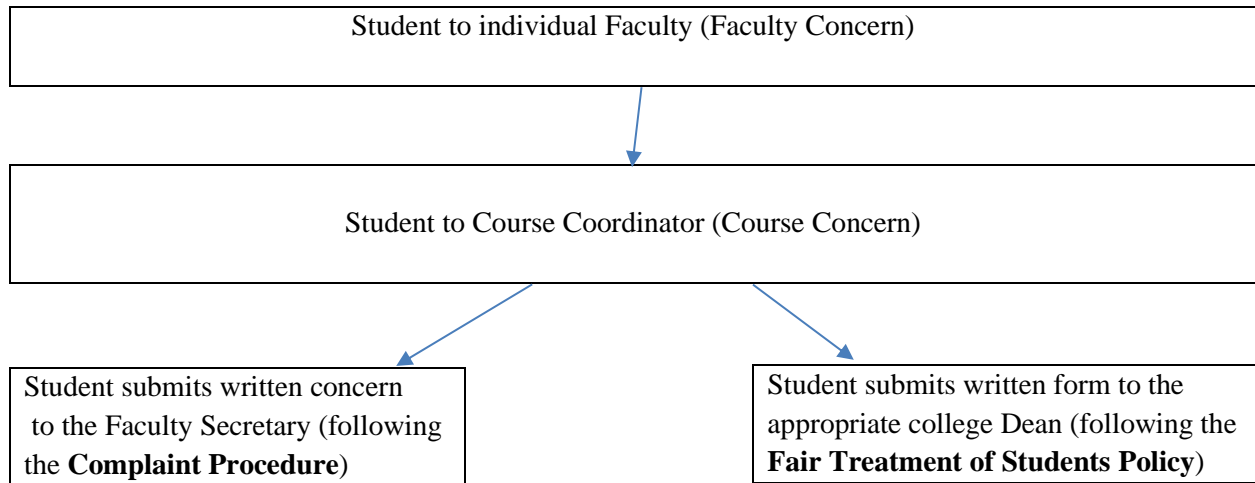 Student to individual Faculty (Faculty Concern)
Student to Course Coordinator (Course Concern)
Student submits written concern
to the Faculty Secretary (following
the Complaint Procedure)
Student submits written form to the
appropriate college Dean (following the
Fair Treatment of Students Policy)